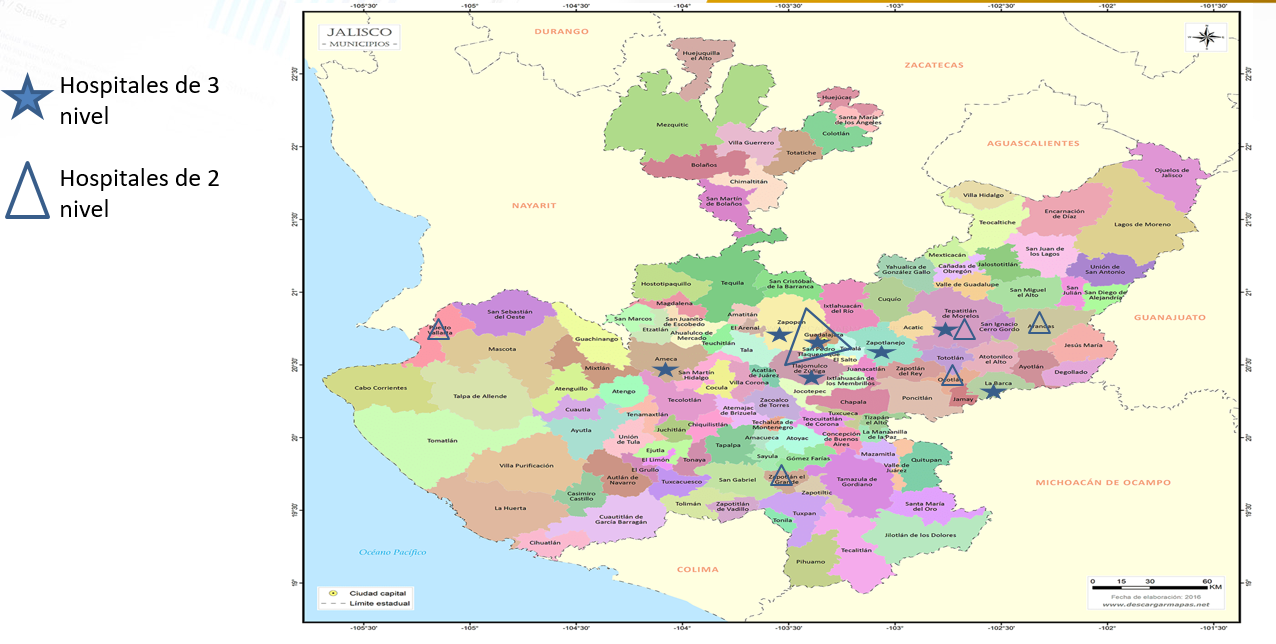 Hospitales de 3
nivel
Hospitales de 2
nivel
JALISCO
- MUNICIPIOS -
-105'30'
-105'
-104'30'
-104'
-103'30'
-103'
-102'30'
-102'
-101'30'
22'30'
22'
21'30'
21'
20'30'
20'
19'30'
19'
DURANGO
ZACATECAS
AGUASCALIENTES
NAYARIT
GUANAJUATO
MICHOACÁN DE OCAMPO
COLIMA
Océano Pacífico
Huejuquilla
el Alto
Mezquitic
Huejúcar
Santa María
de los Ángeles
Colotlán
Villa Guerrero
Totatiche
Bolaños
Chimaltitán
San Martín
de Bolaños
Ojuelos de
Jalisco
Villa Hidalgo
Encarnación
de Díaz
Teocaltiche
Lagos de Moreno
San Juan de
los Lagos
Mexticacán
Yahualica de
González Gallo
Cañadas de
Obregón
Jalostotitlán
Unión de
San Antonio
Valle de Guadalupe
San Miguel
el Alto
San
Julián
San Diego de
Alejandría
Hostotipaquillo
Tequila
San Cristóbal
de la Barranca
Magdalena
Ixtlahuacán
del Río
Cuquío
Tepatitlán
de Morelos
San Sebastián
del Oeste
San Marcos
San Juanito
de Escobedo
Etzatlán
Ahualulco de
Mercado
Amatitán
El Arenal
Teuchitlán
Tala
Zapopan
Guadalajara
San Pedro
Tlaquepaque
Tonalá
El Salto
Zapotlanejo
Acatic
San Ignacio
Cerro Gordo
Arandas
Jesús María
Puerto
Vallarta
Mascota
Guachinango
Mixtlán
Ameca
San Martín
Hidalgo
Cocula
Acatlán
de Juárez
Villa Corona
Tlajomulco
de Zúñiga
Ixtlahuacán de
los Membrillos
Juanacatlán
Zapotlán
del Rey
Tototlán
Atotonilco
el Alto
Ayotlán
Degollado
Ocotlán
La Barca
Jamay
Poncitlán
Chapala
Jocotepec
Cabo Corrientes
Talpa de Allende
Atenguillo
Atengo
Cuautla
Tecolotlán
Tenamaxtlán
Atemajac
de Brizuela
Zacoalco
de Torres
Techaluta de
Montenegro
Teocuitatlán
de Corona
Tuxcueca
Tizapán
el Alto
La Manzanilla
de la Paz
Concepción
de Buenos
Aires
Mazamitla
Valle de
Juárez
Quitupan
Tomatlán
Ayutla
Juchitlán
Chiquilistlán
Unión
de Tula
Ejutla
El Limón
El Grullo
Tonaya
Tapalpa
Amacueca
Atoyac
Sayula
Gómez Farías
Villa Purificación
Autlán de
Navarro
Tuxcacuesco
San Gabriel
Zapotlán el
Grande
Zapotiltic
Tamazula de
Gordiano
Santa María
del Oro
Casimiro
Castillo
La Huerta
Cuautitlán de
García Barragán
Cihuatlán
Tolimán
Zapotitlán
de Vadillo
Tonila
Tuxpan
Tecalitlán
Pihuamo
Jilotlán de los Dolores
Ciudad capital
Límite estadual
0 15 30 60
KM
Fecha de elaboración: 2016
www.descargarmapas.net